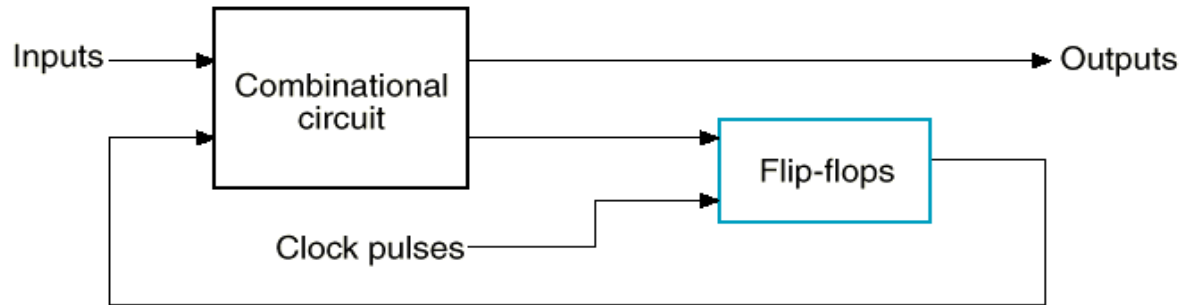 Inputs
Combinational
circuit
Outputs
Flip-flops
Clock pulses